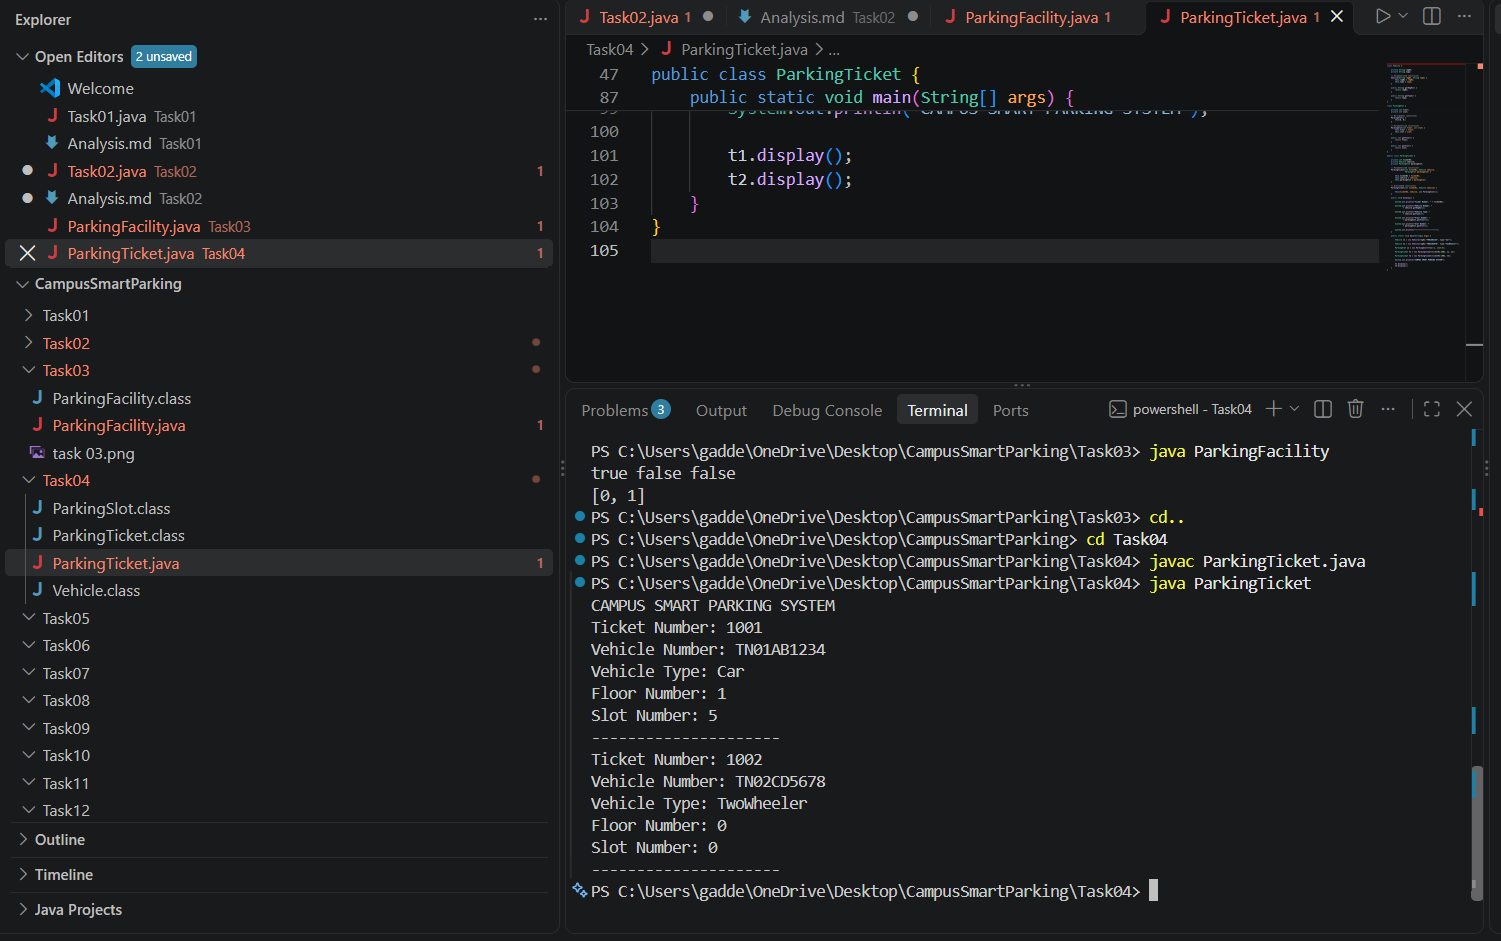 Explorer
Open Editors 2 unsaved
Welcome
Task01.java Task01
Analysis.md Task01
Task02.java Task02 1
Analysis.md Task02
ParkingFacility.java Task03 1
ParkingTicket.java Task04 1
CampusSmartParking
Task01
Task02
Task03
ParkingFacility.class
ParkingFacility.java 1
task 03.png
Task04
ParkingSlot.class
ParkingTicket.class
ParkingTicket.java 1
Vehicle.class
Task05
Task06
Task07
Task08
Task09
Task10
Task11
Task12
Outline
Timeline
Java Projects
Task02.java 1 Analysis.md Task02 ParkingFacility.java 1 ParkingTicket.java 1
Task04 > ParkingTicket.java > ...
47 public class ParkingTicket {
87 public static void main(String[] args) {
99 System.out.println("CAMPUS SMART PARKING SYSTEM");
100
101 t1.display();
102 t2.display();
103 }
104 }
105
Problems 3 Output Debug Console Terminal Ports powershell - Task04
PS C:\Users\gadde\OneDrive\Desktop\CampusSmartParking\Task03> java ParkingFacility
true false false
[0, 1]
PS C:\Users\gadde\OneDrive\Desktop\CampusSmartParking\Task03> cd..
PS C:\Users\gadde\OneDrive\Desktop\CampusSmartParking> cd Task04
PS C:\Users\gadde\OneDrive\Desktop\CampusSmartParking\Task04> javac ParkingTicket.java
PS C:\Users\gadde\OneDrive\Desktop\CampusSmartParking\Task04> java ParkingTicket
CAMPUS SMART PARKING SYSTEM
Ticket Number: 1001
Vehicle Number: TN01AB1234
Vehicle Type: Car
Floor Number: 1
Slot Number: 5
---------------------
Ticket Number: 1002
Vehicle Number: TN02CD5678
Vehicle Type: TwoWheeler
Floor Number: 0
Slot Number: 0
---------------------
PS C:\Users\gadde\OneDrive\Desktop\CampusSmartParking\Task04>